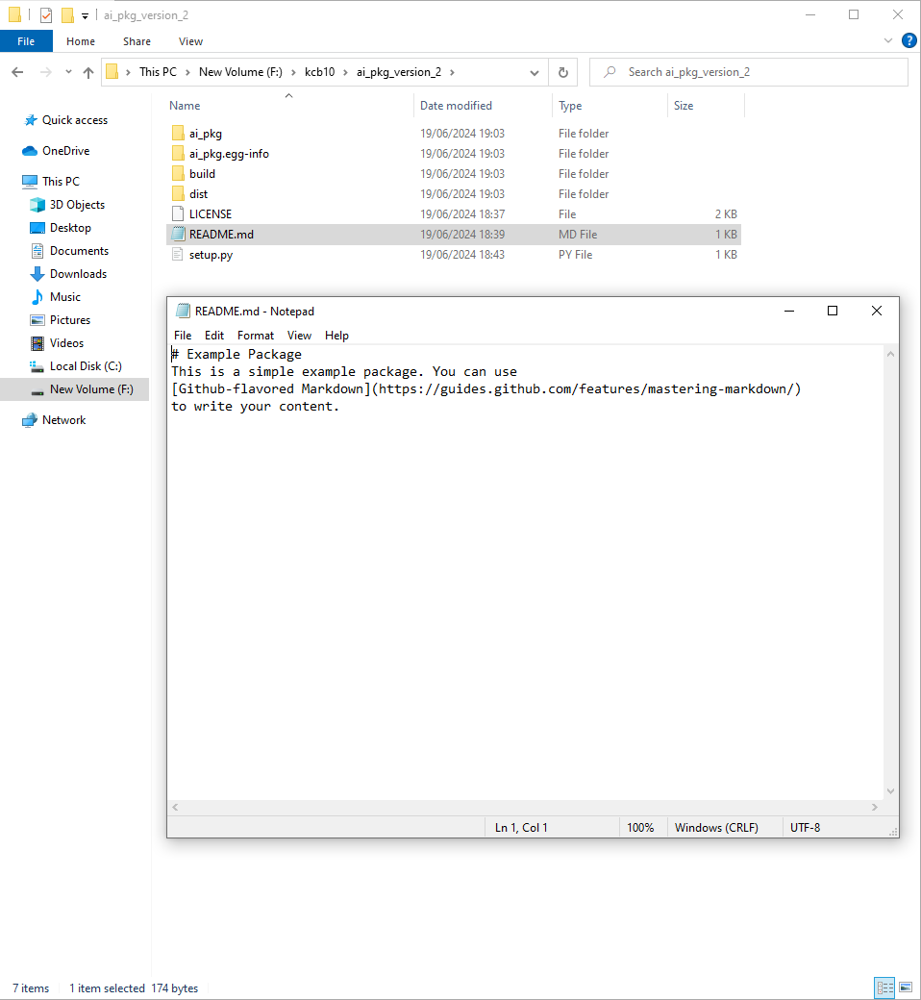 ai_pkg_version_2
File Home Share View
This PC New Volume (F:) kcb10 ai_pkg_version_2 Search ai_pkg_version_2
Name Date modified Type Size
Quick access
OneDrive
This PC
3D Objects
Desktop
Documents
Downloads
Music
Pictures
Videos
Local Disk (C:)
New Volume (F:)
Network
ai_pkg 19/06/2024 19:03 File folder
ai_pkg.egg-info 19/06/2024 19:03 File folder
build 19/06/2024 19:03 File folder
dist 19/06/2024 19:03 File folder
LICENSE 19/06/2024 18:37 File 2 KB
README.md 19/06/2024 18:39 MD File 1 KB
setup.py 19/06/2024 18:43 PY File 1 KB
README.md - Notepad
File Edit Format View Help
# Example Package
This is a simple example package. You can use
[Github-flavored Markdown](https://guides.github.com/features/mastering-markdown/)
to write your content.
Ln 1, Col 1 100% Windows (CRLF) UTF-8
7 items 1 item selected 174 bytes